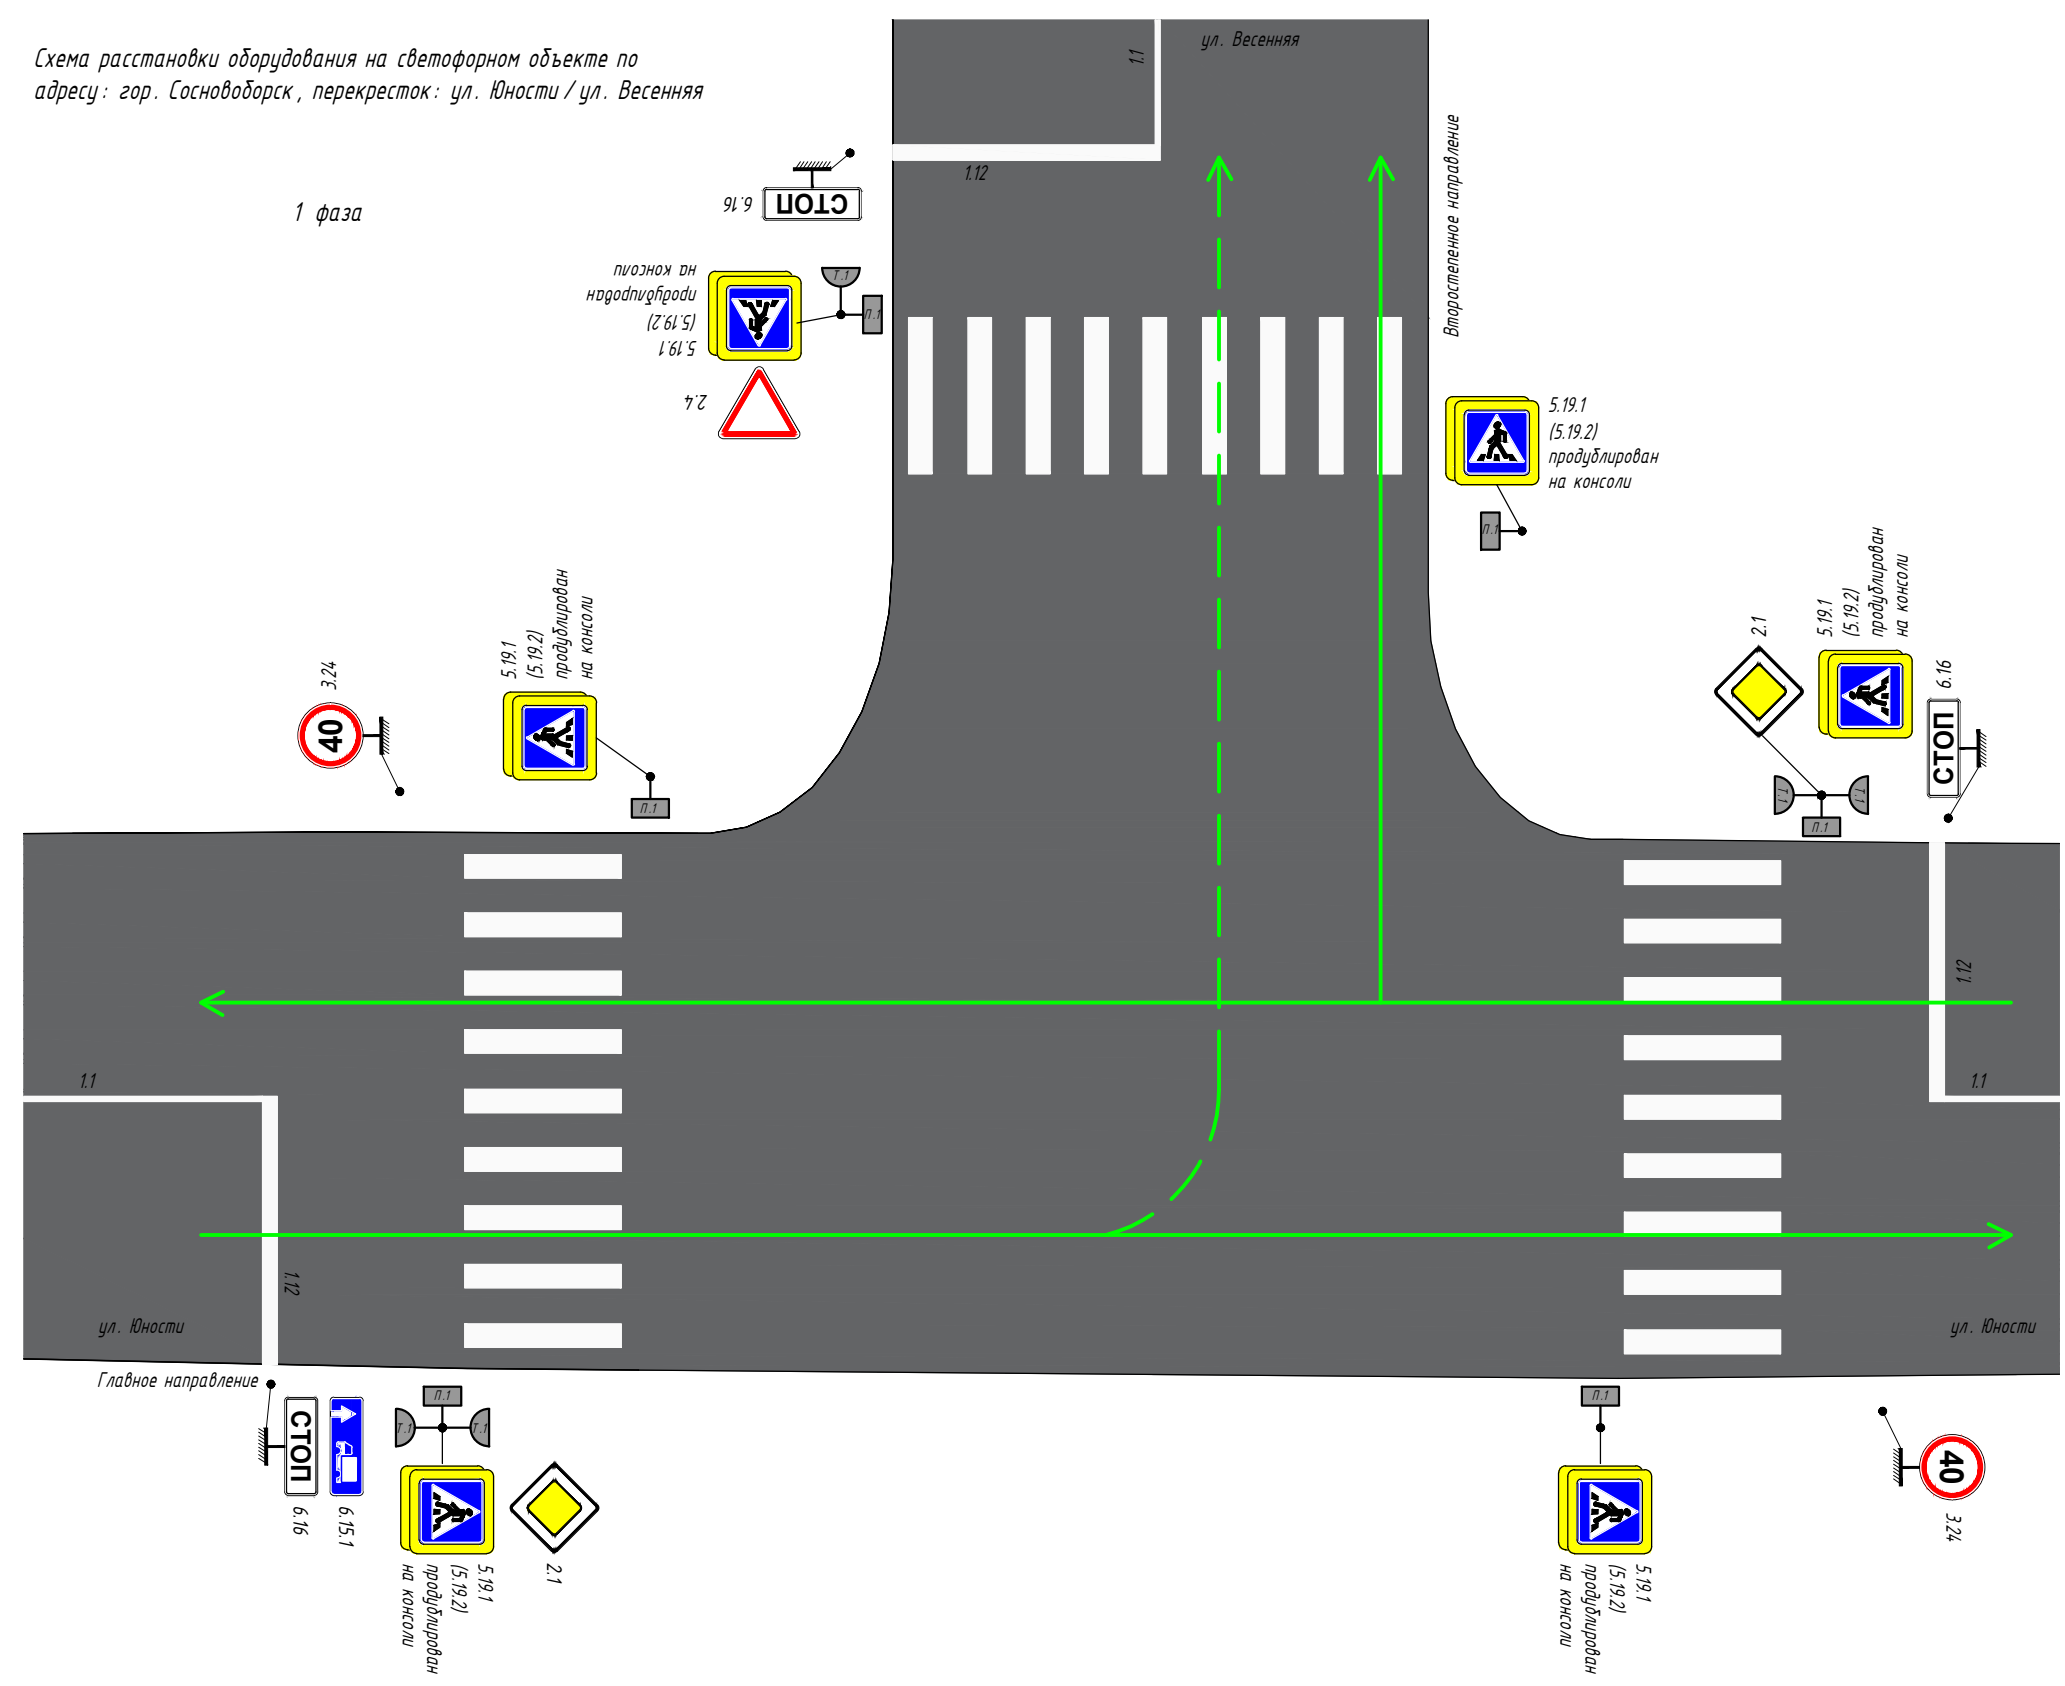 Схема расстановки оборудования на светофорном объекте по
адресу: гор. Сосновоборск, перекресток: ул. Юности / ул. Весенняя
1 фаза
1.1
ул. Весенняя
1.12
6.16
СТОП
Второстепенное направление
5.19.1
(5.19.2)
продублирован
на консоли
Т.1
П.1
2.4
5.19.1
(5.19.2)
продублирован
на консоли
П.1
3.24
40
5.19.1
(5.19.2)
продублирован
на консоли
П.1
2.1
5.19.1
(5.19.2)
продублирован
на консоли
6.16
СТОП
Т.1
Т.1
П.1
1.12
1.1
1.1
1.12
ул. Юности
ул. Юности
Главное направление
СТОП
6.16
6.15.1
П.1
Т.1
Т.1
5.19.1
(5.19.2)
продублирован
на консоли
2.1
П.1
5.19.1
(5.19.2)
продублирован
на консоли
40
3.24